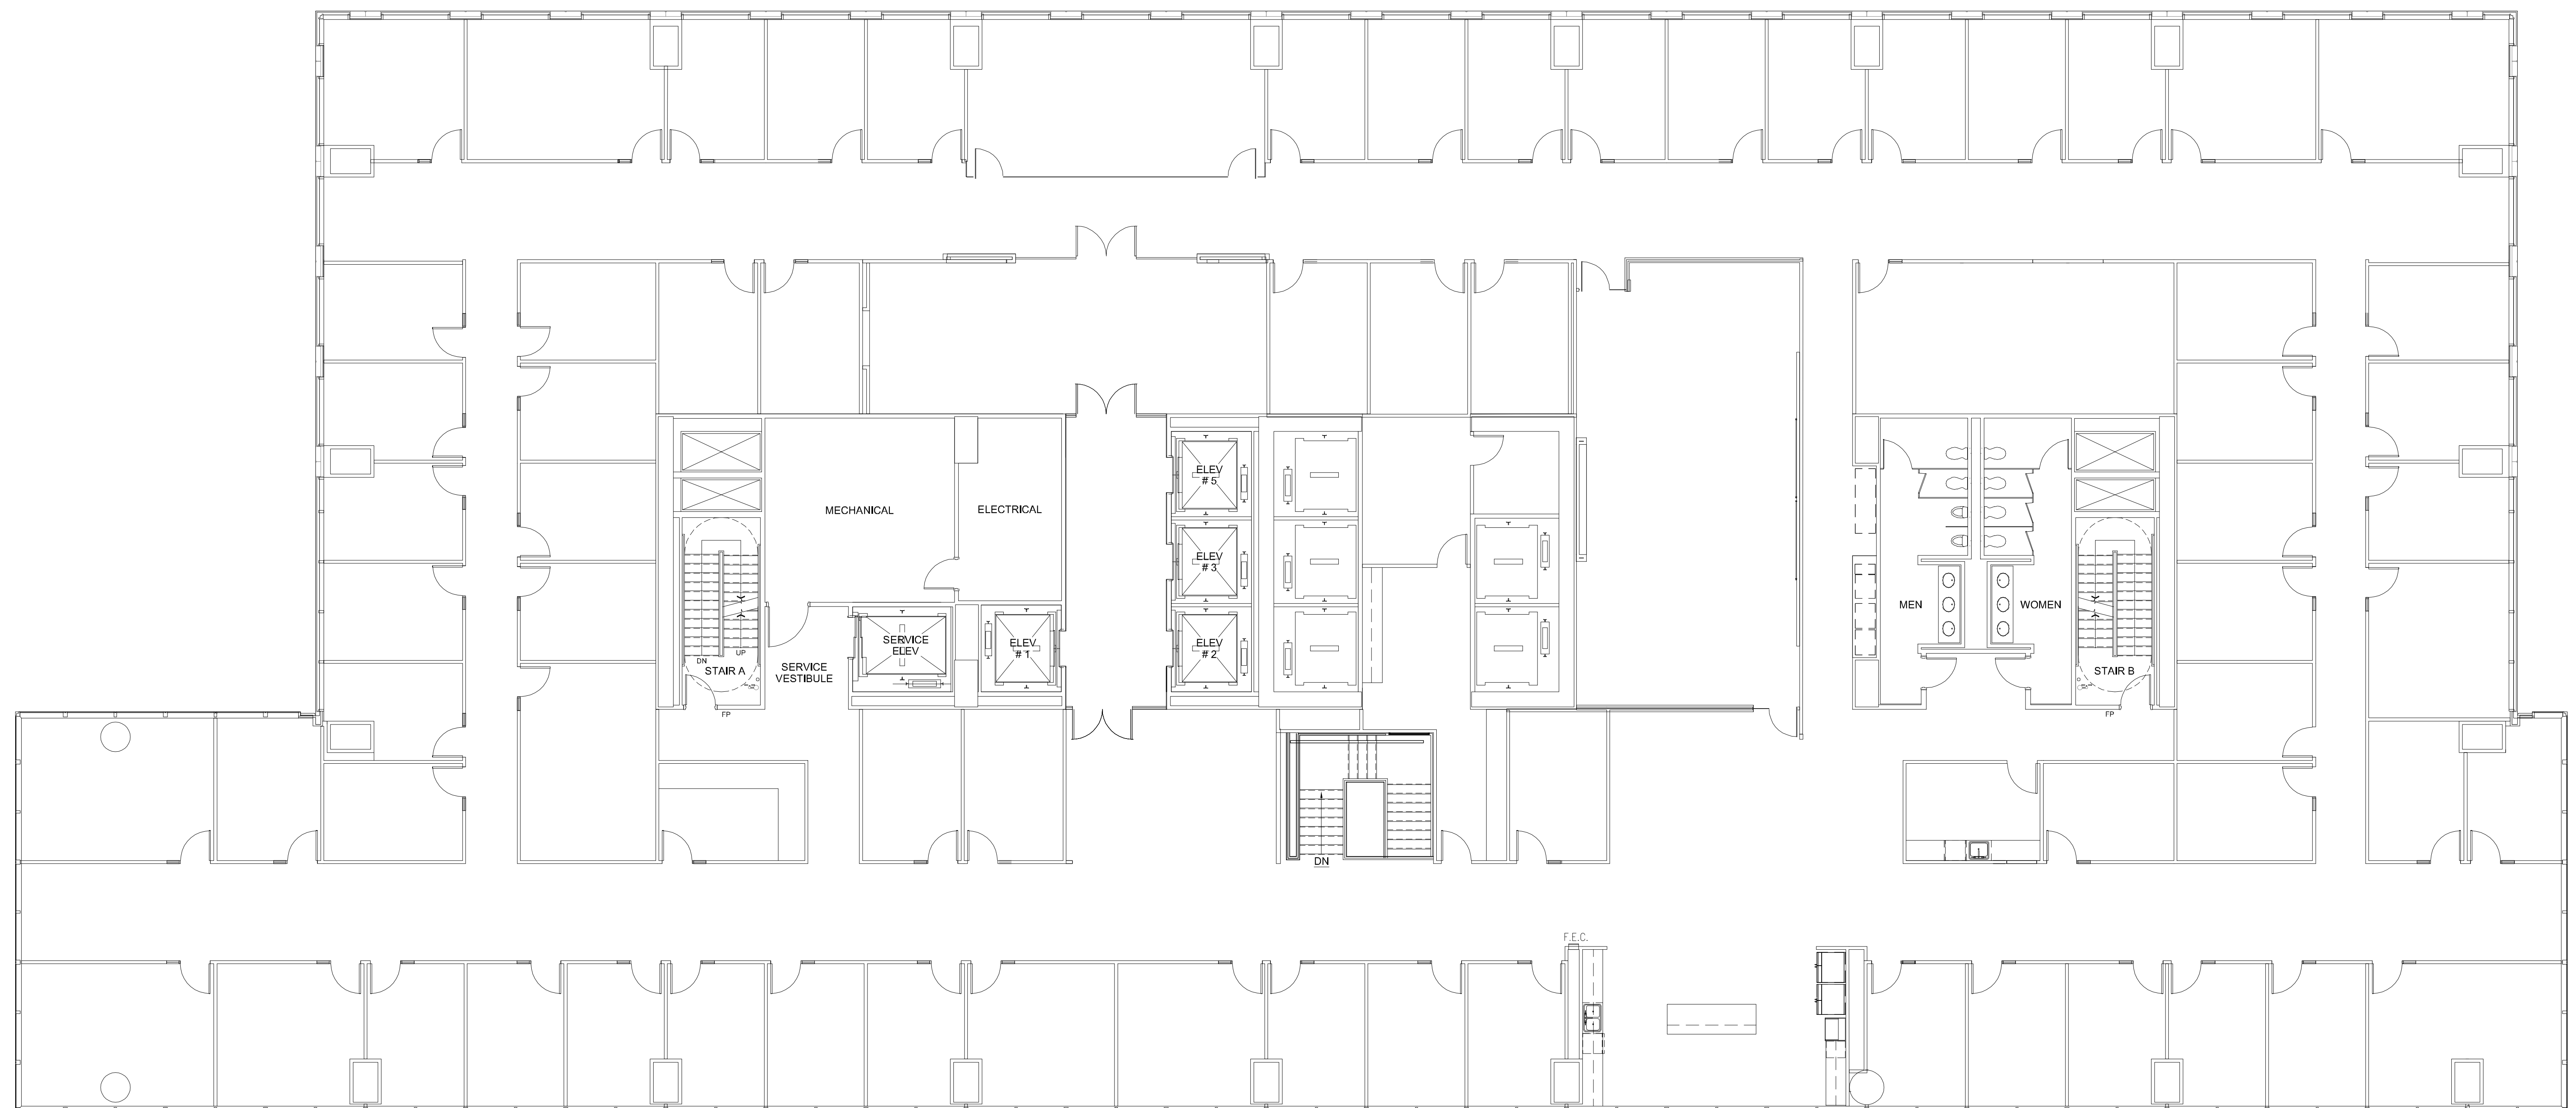 ELEV
# 5
MECHANICAL
ELECTRICAL
ELEV
# 3
MEN
WOMEN
SERVICE
ELEV
ELEV
# 1
ELEV
# 2
DN
UP
STAIR A
SERVICE
VESTIBULE
STAIR B
FP
FP
DN
F.E.C.